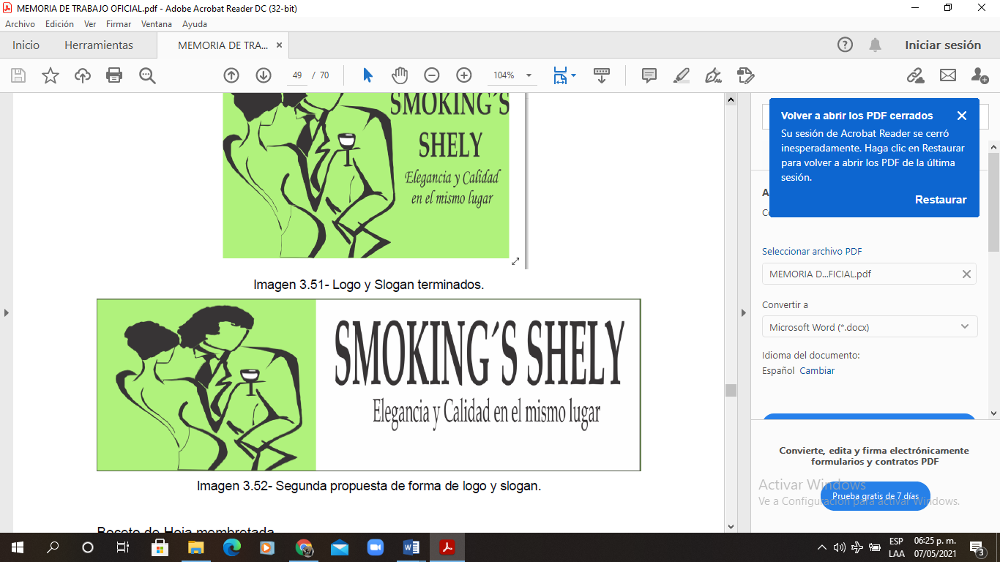 MEMORIA DE TRABAJO OFICIAL.pdf - Adobe Acrobat Reader DC (32-bit)
Archivo Edición Ver Firmar Ventana Ayuda
Inicio Herramientas MEMORIA DE TRA... Iniciar sesión
49 / 70 104%
SMOKING´S
SHELY
Elegancia y Calidad
en el mismo lugar
Imagen 3.51- Logo y Slogan terminados.
SMOKING´S SHELY
Elegancia y Calidad en el mismo lugar
Imagen 3.52- Segunda propuesta de forma de logo y slogan.
Boceto de Hoja membretada
Volver a abrir los PDF cerrados
Su sesión de Acrobat Reader se cerró
inesperadamente. Haga clic en Restaurar
para volver a abrir los PDF de la última
sesión.
Restaurar
Seleccionar archivo PDF
MEMORIA D...FICIAL.pdf
Convertir a
Microsoft Word (*.docx)
Idioma del documento:
Español Cambiar
Convierte, edita y firma electrónicamente
formularios y contratos PDF
Activar Windows
Ve a Configuración para activar Windows.
Prueba gratis de 7 días
ESP 06:25 p. m.
LAA 07/05/2021
3